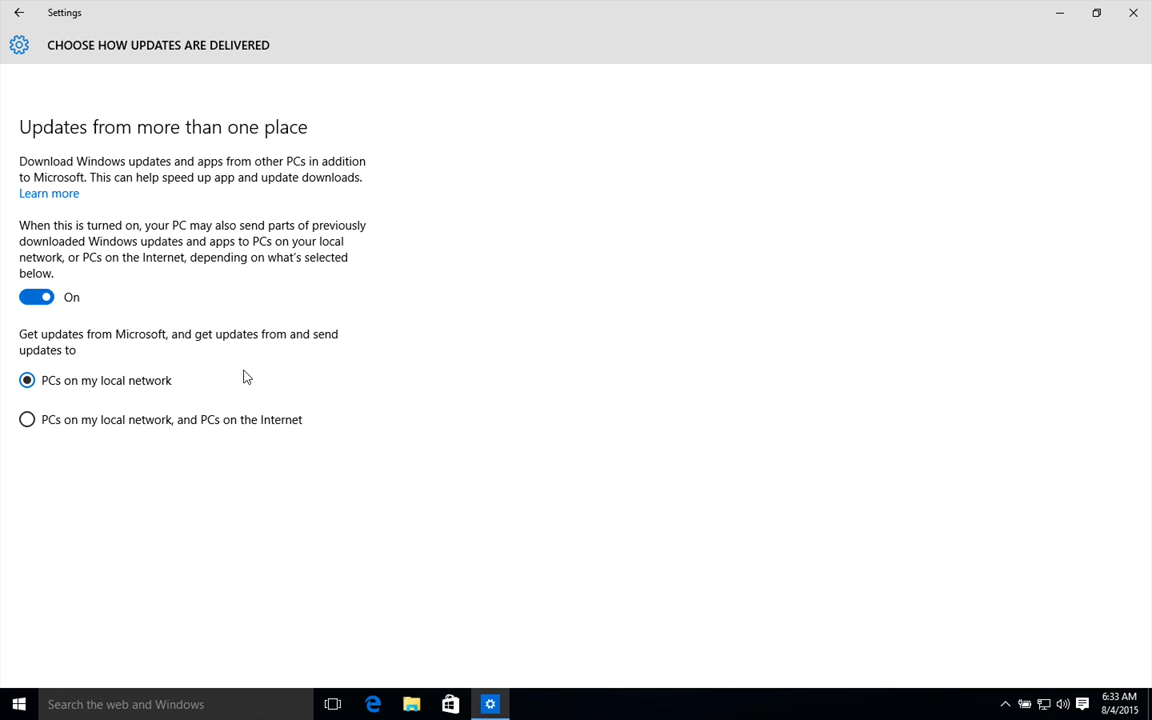 Settings
CHOOSE HOW UPDATES ARE DELIVERED
Updates from more than one place
Download Windows updates and apps from other PCs in addition
to Microsoft. This can help speed up app and update downloads.
Learn more
When this is turned on, your PC may also send parts of previously
downloaded Windows updates and apps to PCs on your local
network, or PCs on the Internet, depending on what's selected
below.
On
Get updates from Microsoft, and get updates from and send
updates to
PCs on my local network
PCs on my local network, and PCs on the Internet
Search the web and Windows
6:33 AM
8/4/2015